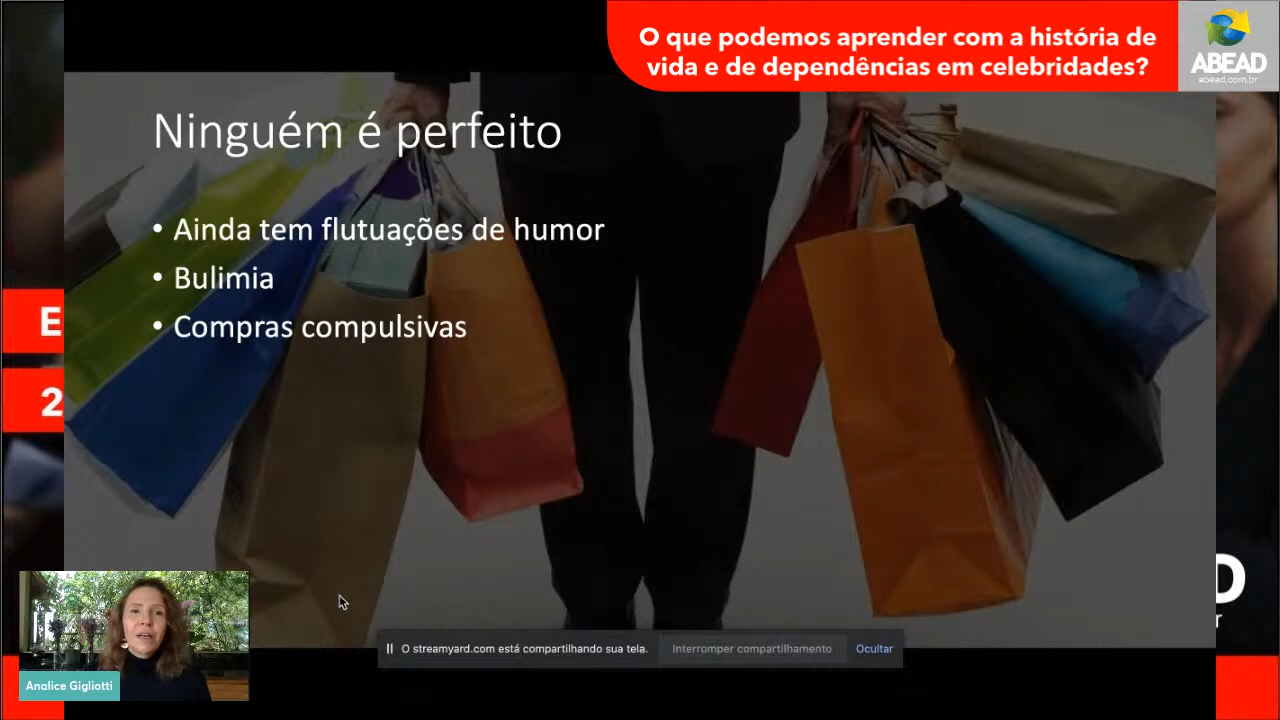 O que podemos aprender com a história de
vida e de dependências em celebridades?
ABEAD
abead.com.br
Ninguém é perfeito
• Ainda tem flutuações de humor
• Bulimia
• Compras compulsivas
E
2
D
r
O streamyard.com está compartilhando sua tela.
Interromper compartilhamento
Ocultar
Analice Gigliotti